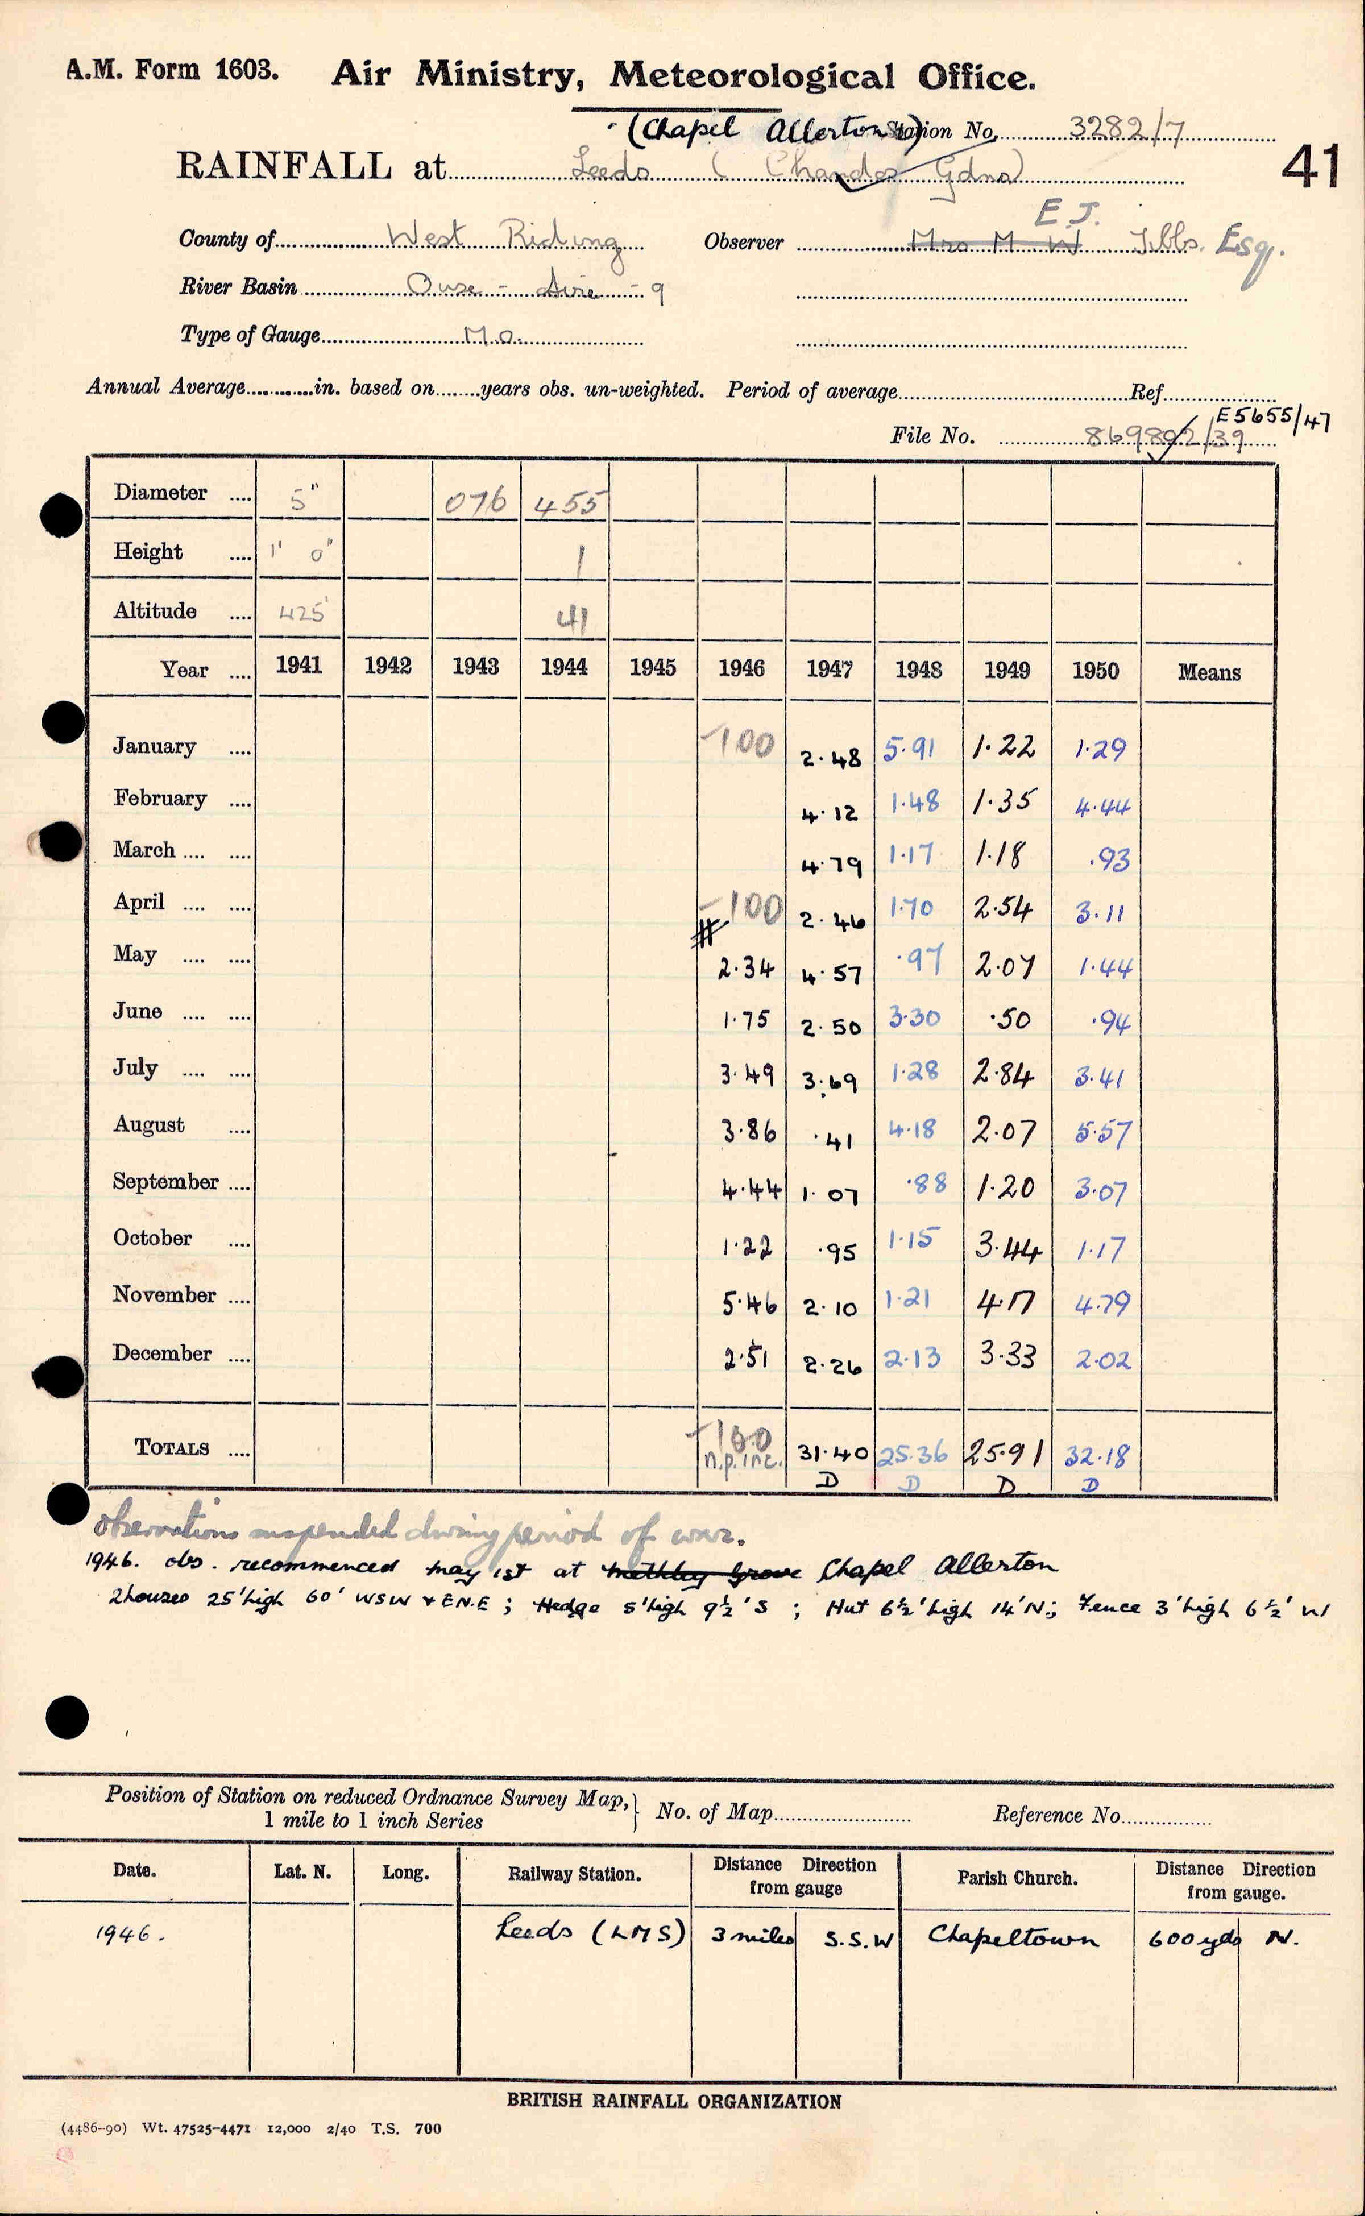 A.M. Form 1603. Air Ministry, Meteorological Office.
(Chapel Allerton) Station No. 3282/7
RAINFALL at Leeds (Chandos Gdns) 41
E J.
County of West Riding Observer Mrs M W Tibbs. Esq.
River Basin Ouse - Aire - 9
Type of Gauge M.O.
Annual Average............in. based on........years obs. un-weighted. Period of average Ref.
E5655/47
File No. 869802/39
Diameter .... 5" 076 455
Height .... 1' 0" 1
Altitude .... 425' 41
Year .... 1941 1942 1943 1944 1945 1946 1947 1948 1949 1950 Means
January .... -100 2.48 5.91 1.22 1.29
February .... 4.12 1.48 1.35 4.44
March .... .... 4.79 1.17 1.18 .93
April .... .... -100 2.46 1.70 2.54 3.11
May .... .... 2.34 4.57 .97 2.07 1.44
June .... .... 1.75 2.50 3.30 .50 .94
July .... .... 3.49 3.69 1.28 2.84 3.41
August .... 3.86 .41 4.18 2.07 5.57
September .... 4.44 1.07 .88 1.20 3.07
October .... 1.22 .95 1.15 3.44 1.17
November .... 5.46 2.10 1.21 4.17 4.79
December .... 2.51 2.26 2.13 3.33 2.02
TOTALS .... -100 31.40 25.36 25.91 32.18
n.p.inc. D D D D
Observations suspended during period of war.
1946. obs. recommenced may 1st at Methley Grove Chapel Allerton
2 houses 25' high 60' WSW & ENE ; Hedge 5' high 9½' S ; Hut 6½' high 14' N ; Fence 3' high 6½' W
Position of Station on reduced Ordnance Survey Map, } No. of Map Reference No.
1 mile to 1 inch Series
Date. Lat. N. Long. Railway Station. Distance Direction from gauge Parish Church. Distance Direction from gauge.
1946. Leeds (LMS) 3 miles S.S.W Chapeltown 600 yds N.
BRITISH RAINFALL ORGANIZATION
(4486-90) Wt. 47525-4471 12,000 2/40 T.S. 700